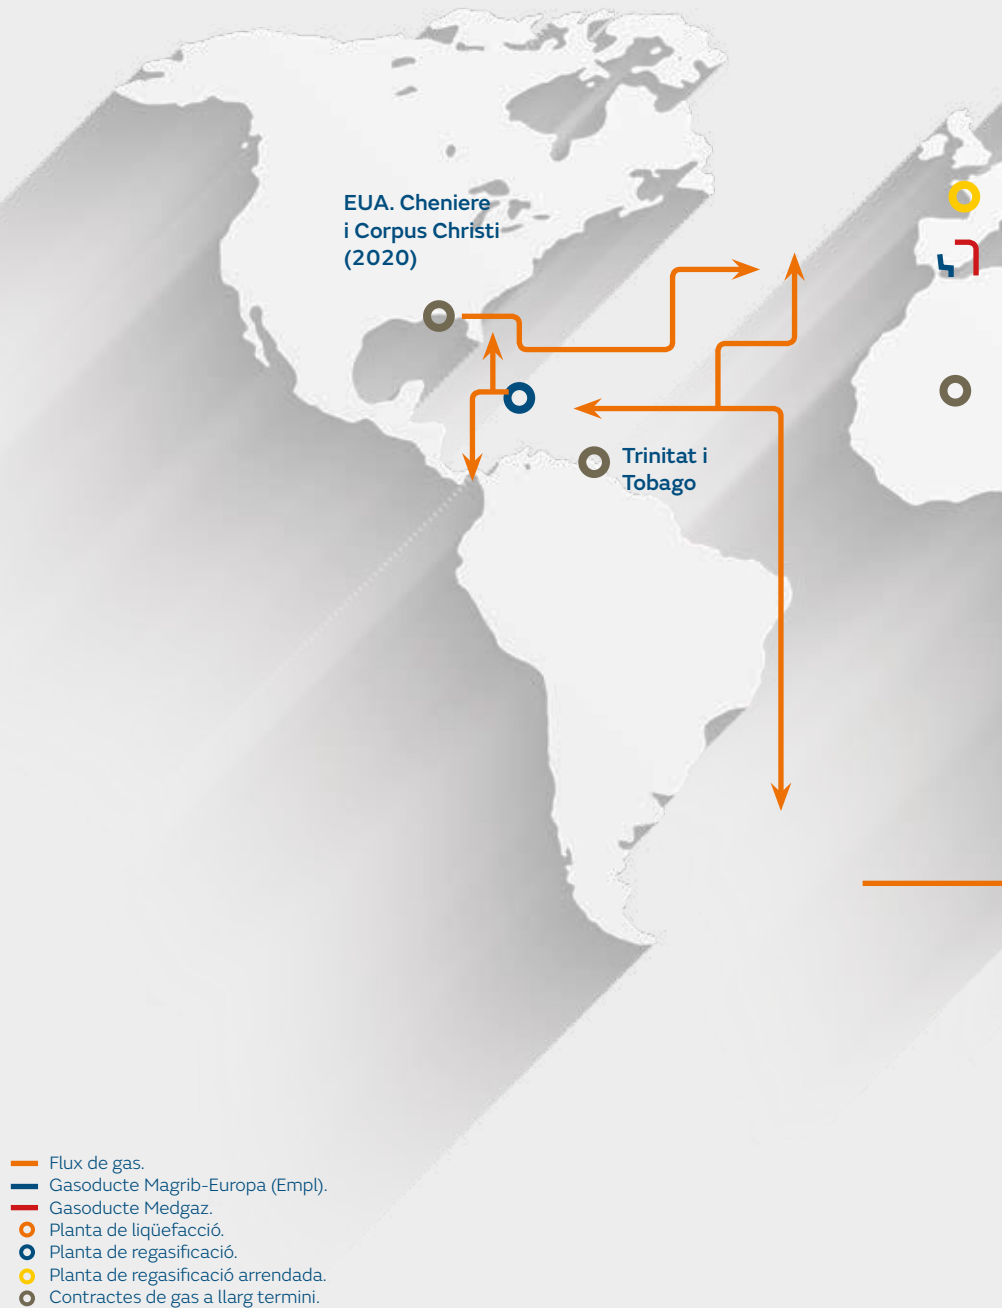 EUA. Cheniere
i Corpus Christi
(2020)
Trinitat i
Tobago
Flux de gas.
Gasoducte Magrib-Europa (Empl).
Gasoducte Medgaz.
Planta de liqüefacció.
Planta de regasificació.
Planta de regasificació arrendada.
Contractes de gas a llarg termini.